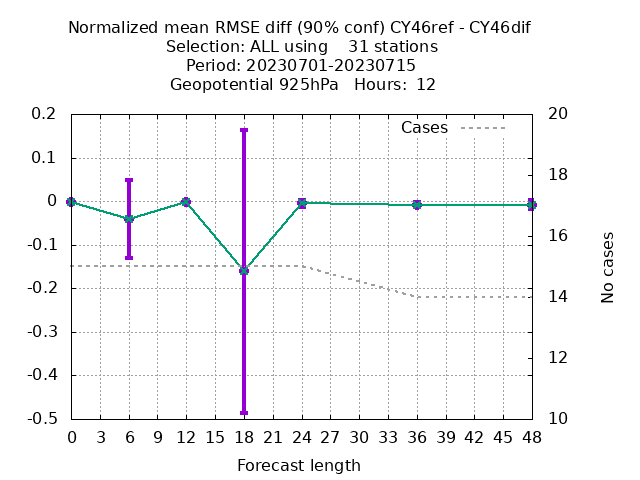 Normalized mean RMSE diff (90% conf) CY46ref - CY46dif
Selection: ALL using    31 stations
Period: 20230701-20230715
Geopotential 925hPa   Hours:  12
Cases
0.2
0.1
0
-0.1
-0.2
-0.3
-0.4
-0.5
20
18
16
14
12
10
No cases
0 3 6 9 12 15 18 21 24 27 30 33 36 39 42 45 48
Forecast length